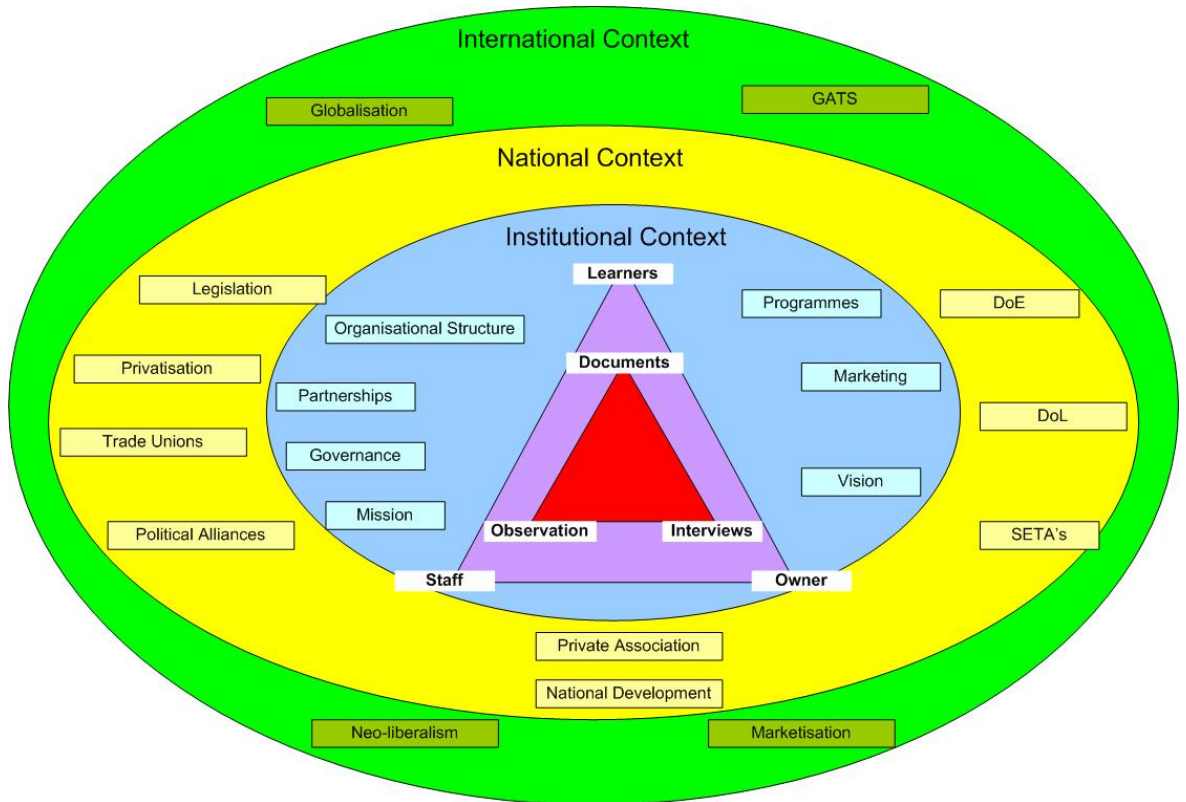 International Context
Globalisation
GATS
National Context
Institutional Context
Learners
Legislation
Programmes
DoE
Organisational Structure
Documents
Privatisation
Marketing
Partnerships
DoL
Trade Unions
Governance
Vision
Mission
Observation
Interviews
Political Alliances
SETA's
Staff
Owner
Private Association
National Development
Neo-liberalism
Marketisation